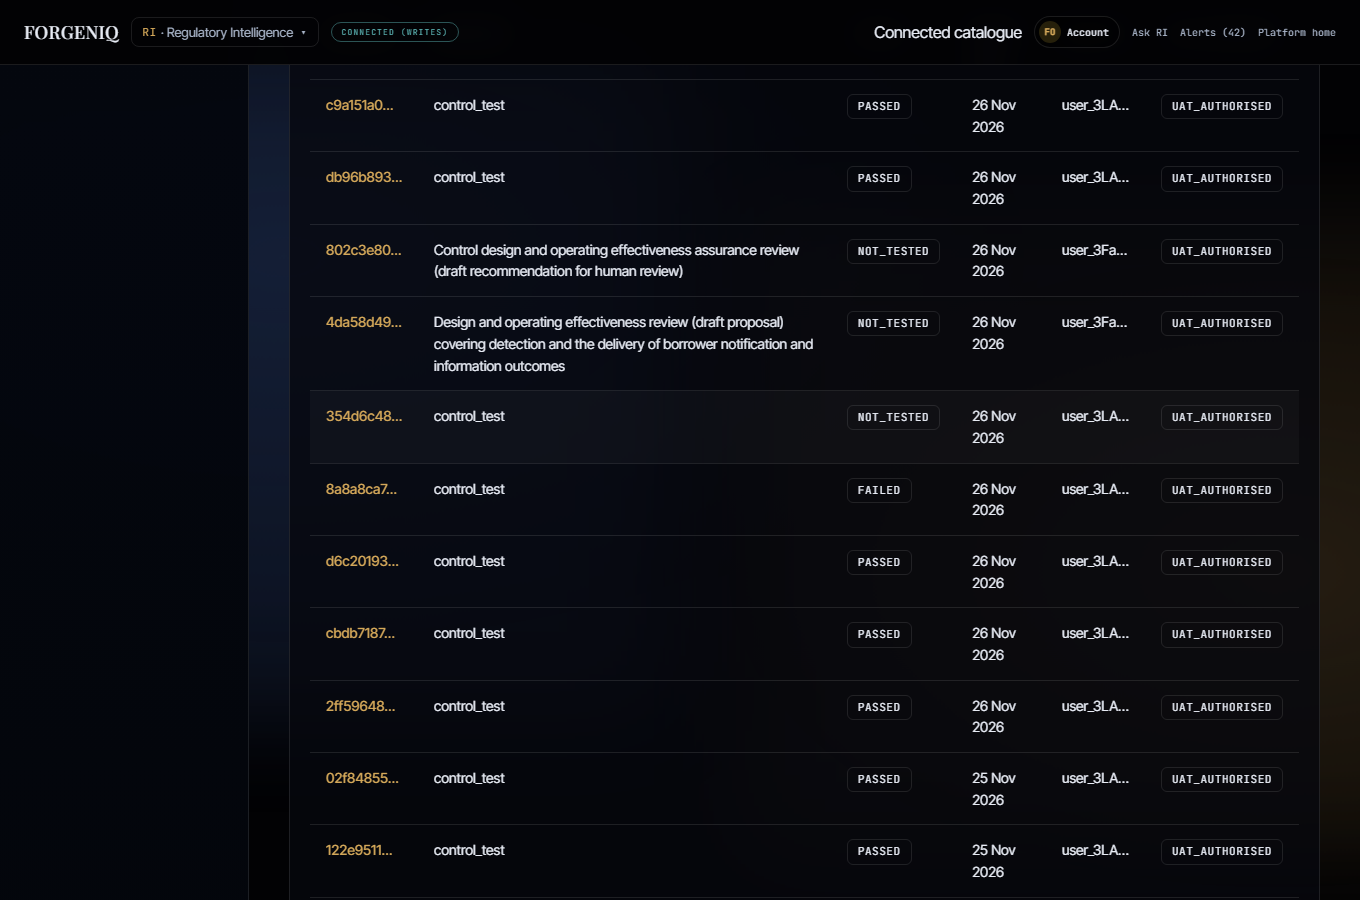 FORGENIQ RI · Regulatory Intelligence ▾ CONNECTED (WRITES) Connected catalogue FO Account Ask RI Alerts (42) Platform home
c9a151a0... control_test PASSED 26 Nov 2026 user_3LA... UAT_AUTHORISED
db96b893... control_test PASSED 26 Nov 2026 user_3LA... UAT_AUTHORISED
802c3e80... Control design and operating effectiveness assurance review NOT_TESTED 26 Nov 2026 user_3Fa... UAT_AUTHORISED
(draft recommendation for human review)
4da58d49... Design and operating effectiveness review (draft proposal) NOT_TESTED 26 Nov 2026 user_3Fa... UAT_AUTHORISED
covering detection and the delivery of borrower notification and
information outcomes
354d6c48... control_test NOT_TESTED 26 Nov 2026 user_3LA... UAT_AUTHORISED
8a8a8ca7... control_test FAILED 26 Nov 2026 user_3LA... UAT_AUTHORISED
d6c20193... control_test PASSED 26 Nov 2026 user_3LA... UAT_AUTHORISED
cbdb7187... control_test PASSED 26 Nov 2026 user_3LA... UAT_AUTHORISED
2ff59648... control_test PASSED 26 Nov 2026 user_3LA... UAT_AUTHORISED
02f84855... control_test PASSED 25 Nov 2026 user_3LA... UAT_AUTHORISED
122e9511... control_test PASSED 25 Nov 2026 user_3LA... UAT_AUTHORISED